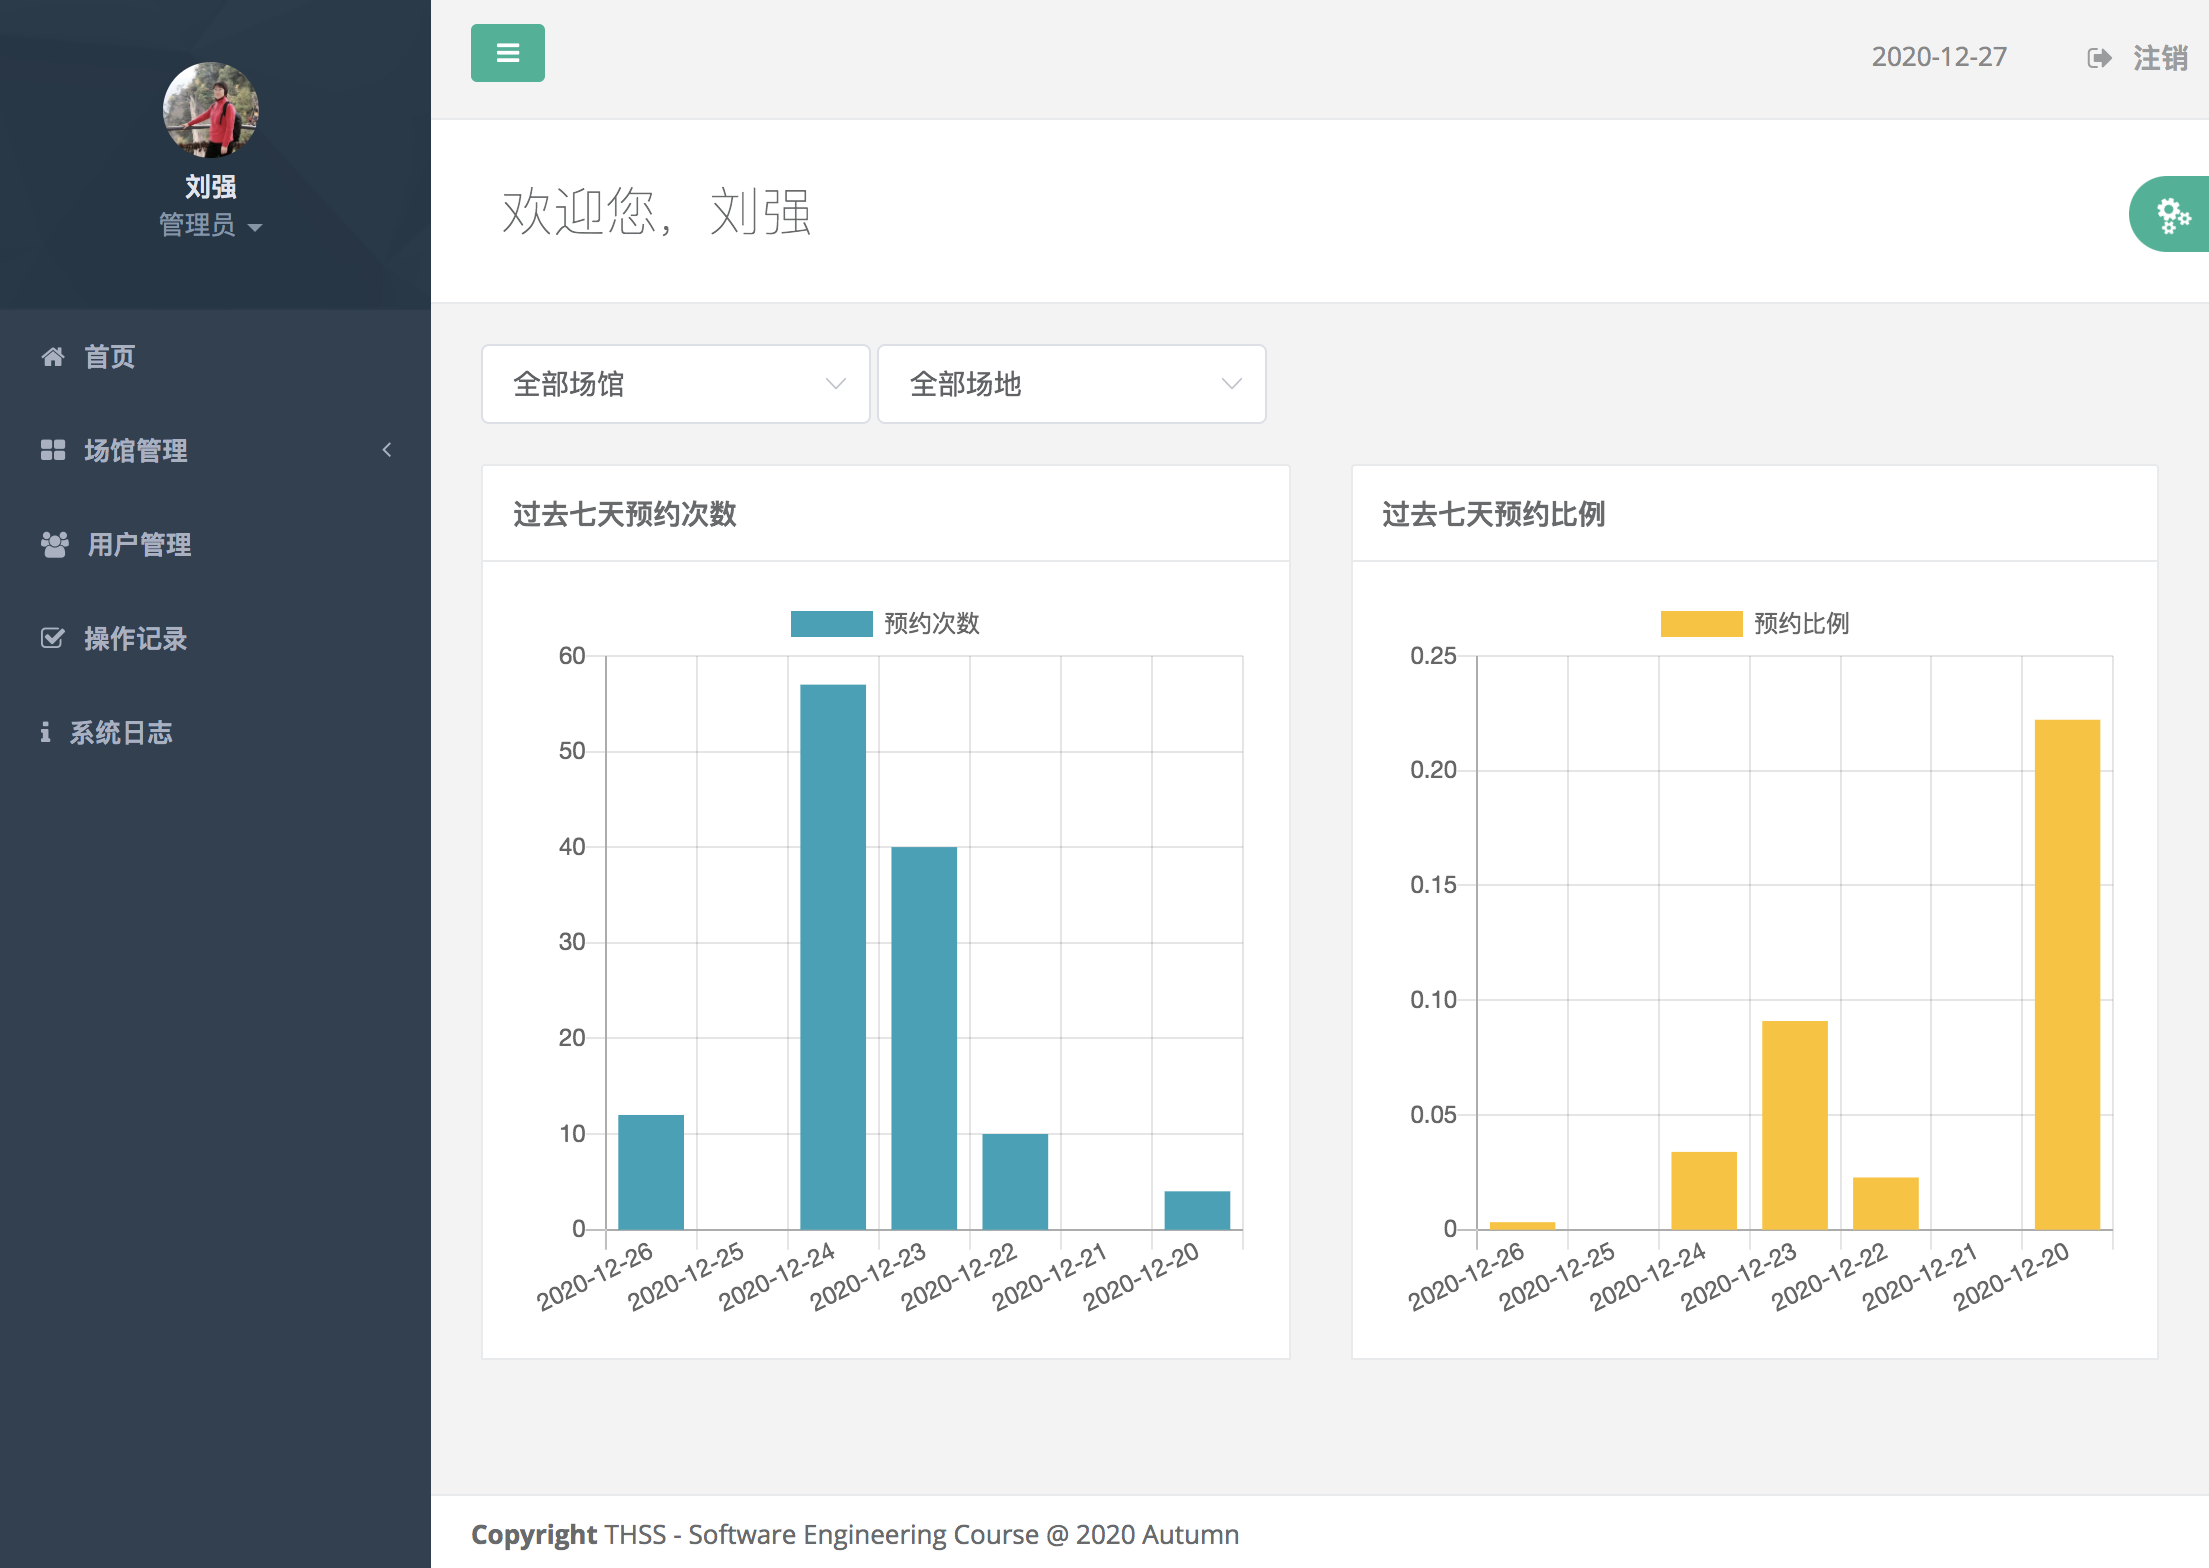 刘强
管理员
首页
场馆管理
用户管理
操作记录
系统日志
2020-12-27
注销
欢迎您，刘强
全部场馆
全部场地
过去七天预约次数
预约次数
60
50
40
30
20
10
0
2020-12-26
2020-12-25
2020-12-24
2020-12-23
2020-12-22
2020-12-21
2020-12-20
过去七天预约比例
预约比例
0.25
0.20
0.15
0.10
0.05
0
2020-12-26
2020-12-25
2020-12-24
2020-12-23
2020-12-22
2020-12-21
2020-12-20
Copyright THSS - Software Engineering Course @ 2020 Autumn